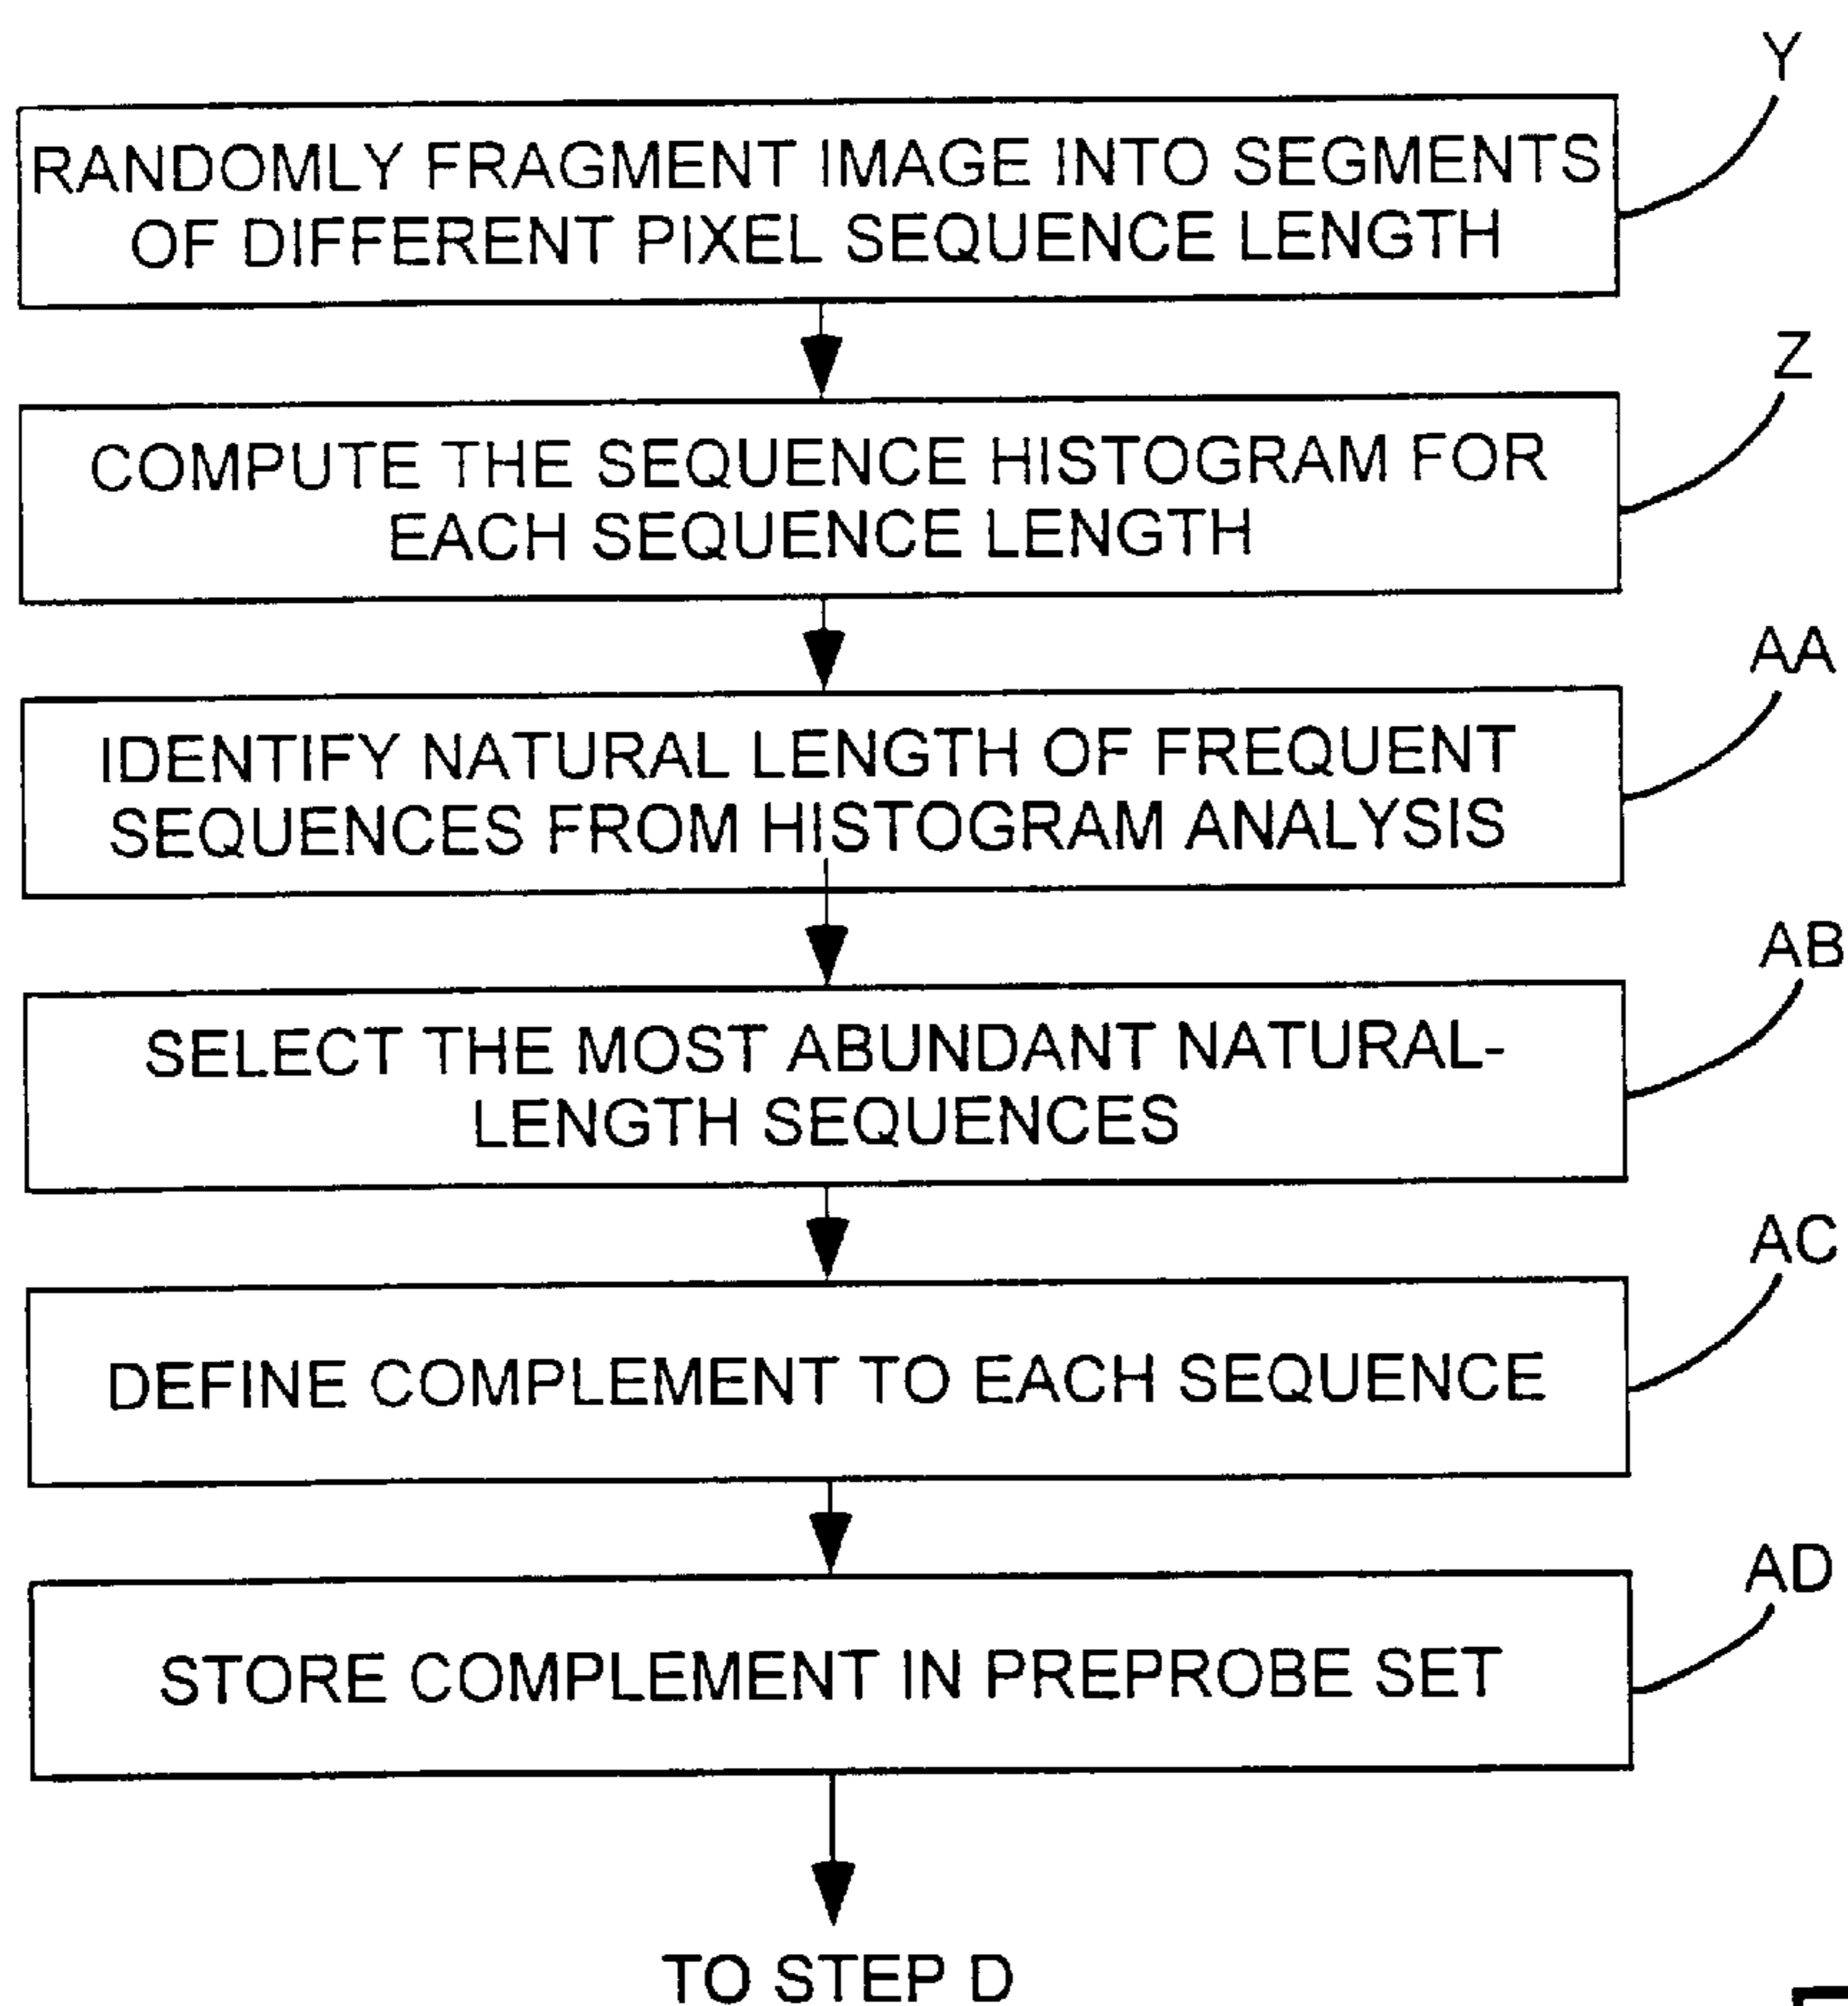 Y
RANDOMLY FRAGMENT IMAGE INTO SEGMENTS
OF DIFFERENT PIXEL SEQUENCE LENGTH
Z
COMPUTE THE SEQUENCE HISTOGRAM FOR
EACH SEQUENCE LENGTH
AA
IDENTIFY NATURAL LENGTH OF FREQUENT
SEQUENCES FROM HISTOGRAM ANALYSIS
AB
SELECT THE MOST ABUNDANT NATURAL-
LENGTH SEQUENCES
AC
DEFINE COMPLEMENT TO EACH SEQUENCE
AD
STORE COMPLEMENT IN PREPROBE SET
TO STEP D